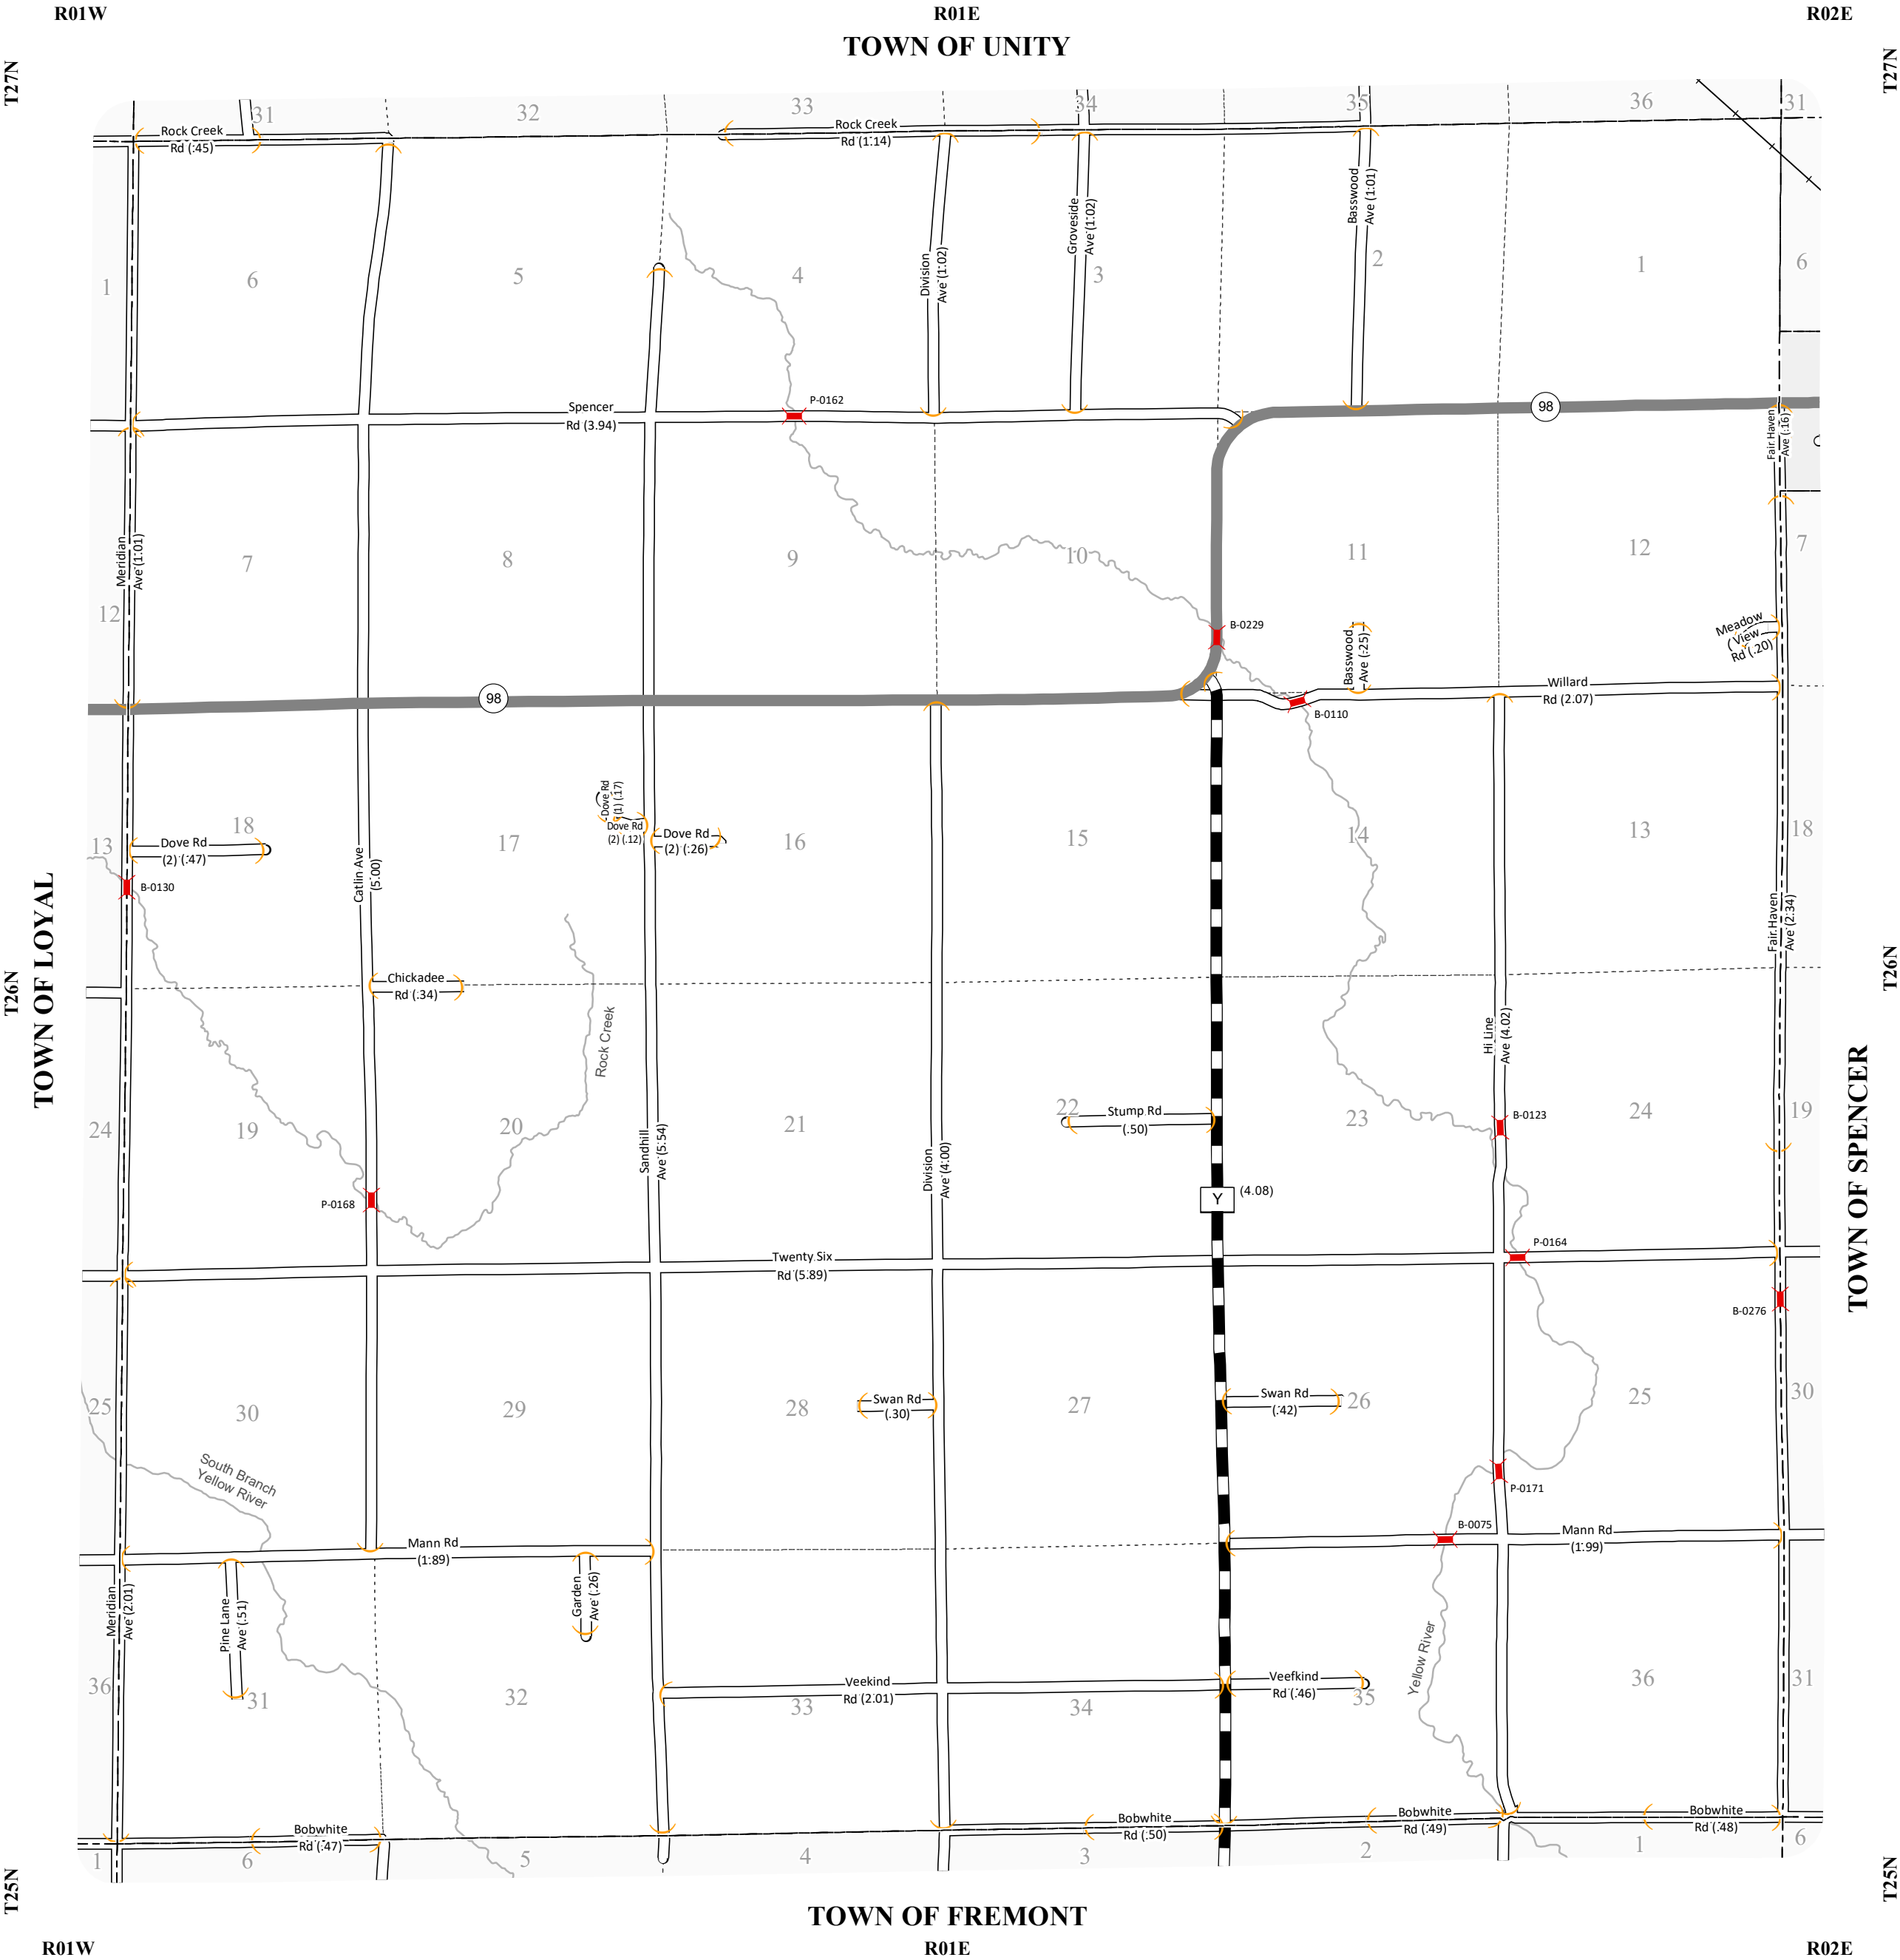 R01W R01E R02E
TOWN OF UNITY
T27N T27N
31 32 33 34 35 36 31
Rock Creek
Rd (.45)
Rock Creek
Rd (1.14)
Division
Ave (1.02)
Groveside
Ave (1.02)
Basswood
Ave (1.01)
1 6 5 4 3 2 1 6
Spencer
Rd (3.94)
P-0162
98
Fair Haven
Ave (.16)
Meridian
Ave (1.01)
7 8 9 10 11 12 7
12
B-0229
Basswood
Ave (.25)
Meadow
View
Rd (.20)
98
Willard
Rd (2.07)
B-0110
Dove Rd
(1) (.17)
Dove Rd
(2) (.12)
Dove Rd
(2) (.26)
13 18 17 16 15 14 13 18
Dove Rd
(2) (.47)
B-0130
Catlin Ave
(5.00)
Fair Haven
Ave (2.34)
TOWN OF LOYAL
T26N T26N
Chickadee
Rd (.34)
Rock Creek
Hi Line
Ave (4.02)
TOWN OF SPENCER
24 19 20 21 22 23 24 19
Stump Rd
(.50)
B-0123
Sandhill
Ave (5.54)
Division
Ave (4.00)
P-0168
Y (4.08)
Twenty Six
Rd (5.89)
P-0164
B-0276
25 30 29 28 27 26 25 30
Swan Rd
(.30)
Swan Rd
(.42)
South Branch
Yellow River
P-0171
B-0075
Mann Rd
(1.89)
Mann Rd
(1.99)
Meridian
Ave (2.01)
Pine Lane
Ave (.51)
Garden
Ave (.26)
Yellow River
Veekind
Rd (2.01)
Veefkind
Rd (.46)
36 31 32 33 34 35 36 31
Bobwhite
Rd (.47)
Bobwhite
Rd (.50)
Bobwhite
Rd (.49)
Bobwhite
Rd (.48)
1 6 5 4 3 2 1 6
T25N T25N
TOWN OF FREMONT
R01W R01E R02E